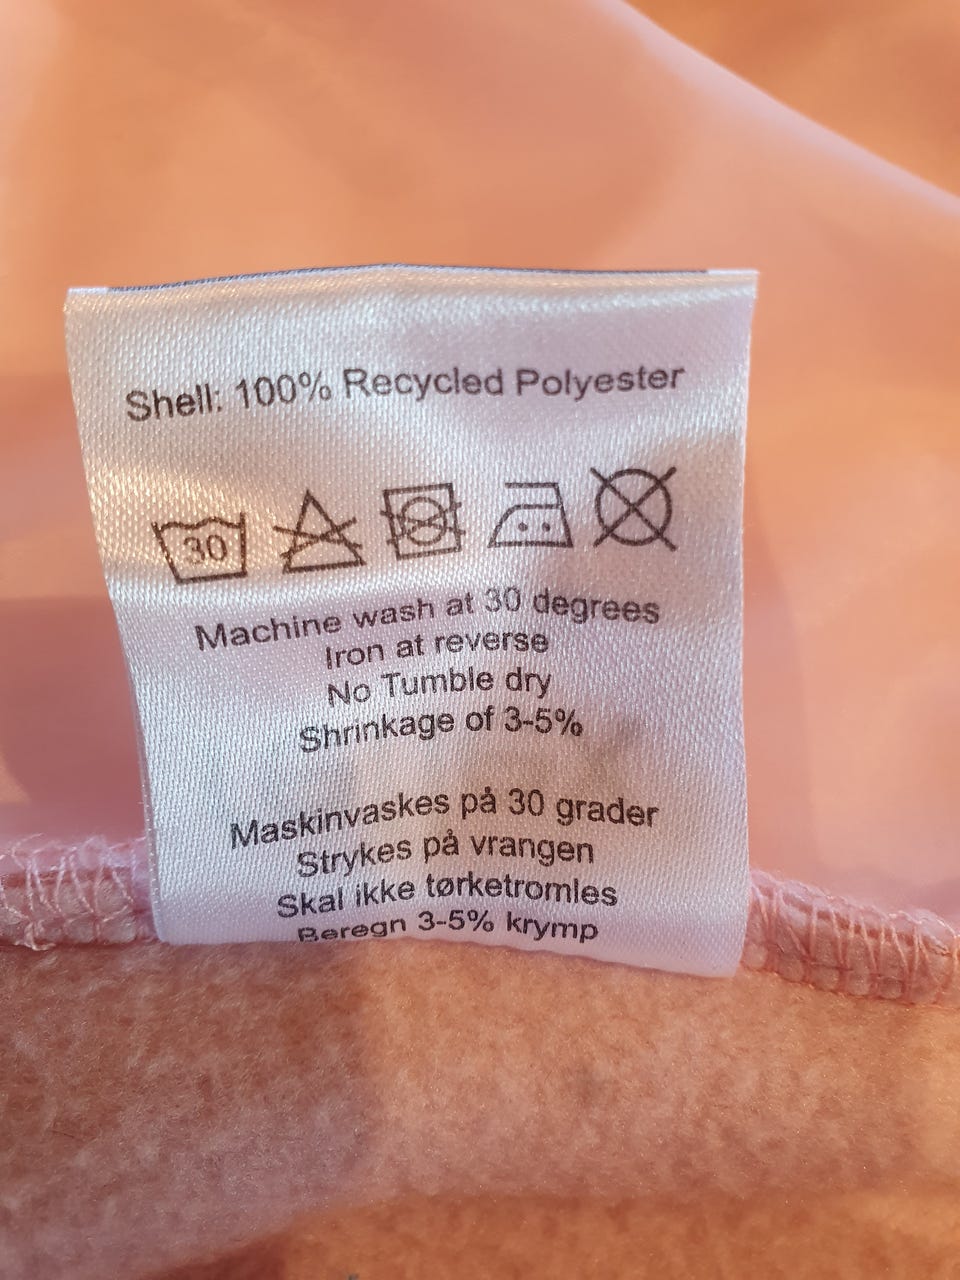 Shell: 100% Recycled Polyester
30
Machine wash at 30 degrees
Iron at reverse
No Tumble dry
Shrinkage of 3-5%
Maskinvaskes på 30 grader
Strykes på vrangen
Skal ikke tørketromles
Beregn 3-5% krymp